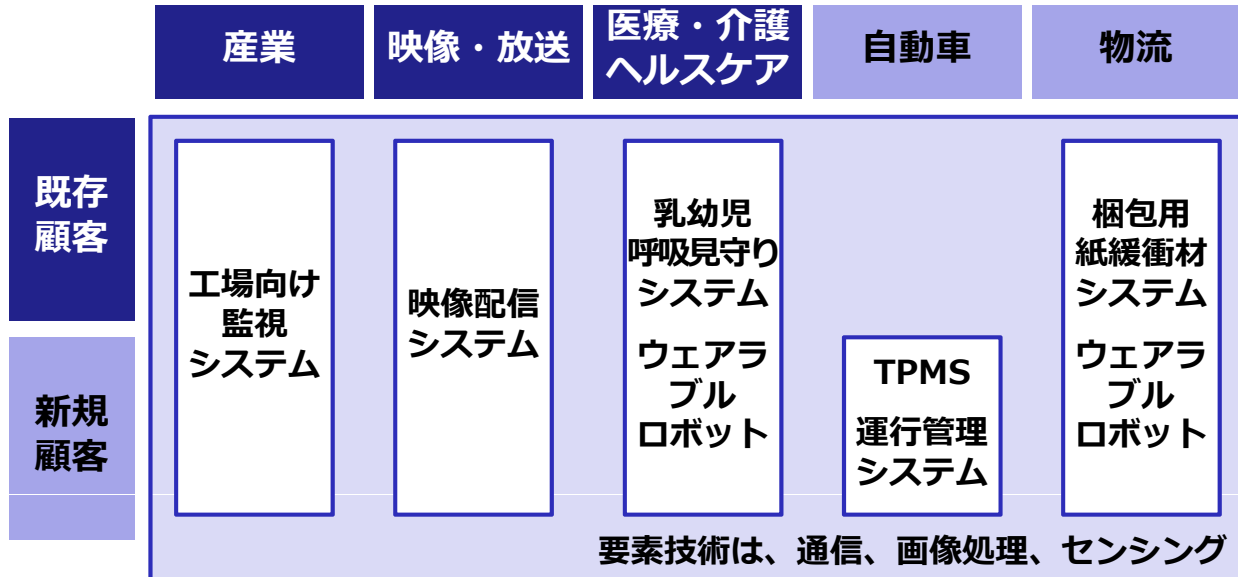 産業
映像・放送
医療・介護
ヘルスケア
自動車
物流
既存
顧客
新規
顧客
工場向け
監視
システム
映像配信
システム
乳幼児
呼吸見守り
システム
ウェアラ
ブル
ロボット
TPMS
運行管理
システム
梱包用
紙緩衝材
システム
ウェアラ
ブル
ロボット
要素技術は、通信、画像処理、センシング